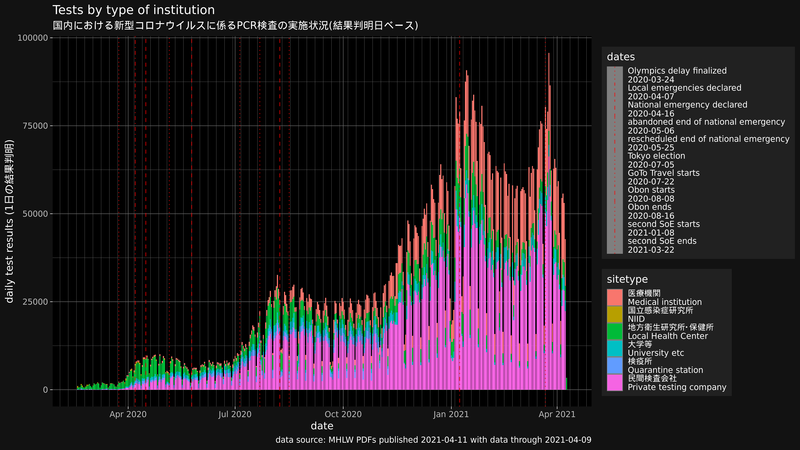 Tests by type of institution
国内における新型コロナウイルスに係るPCR検査の実施状況(結果判明日ベース)
100000
75000
50000
25000
0
daily test results (1日の結果判明)
Apr 2020
Jul 2020
Oct 2020
Jan 2021
Apr 2021
date
data source: MHLW PDFs published 2021-04-11 with data through 2021-04-09
dates
Olympics delay finalized
2020-03-24
Local emergencies declared
2020-04-07
National emergency declared
2020-04-16
abandoned end of national emergency
2020-05-06
rescheduled end of national emergency
2020-05-25
Tokyo election
2020-07-05
GoTo Travel starts
2020-07-22
Obon starts
2020-08-08
Obon ends
2020-08-16
second SoE starts
2021-01-08
second SoE ends
2021-03-22
sitetype
医療機関
Medical institution
国立感染症研究所
NIID
地方衛生研究所･保健所
Local Health Center
大学等
University etc
検疫所
Quarantine station
民間検査会社
Private testing company